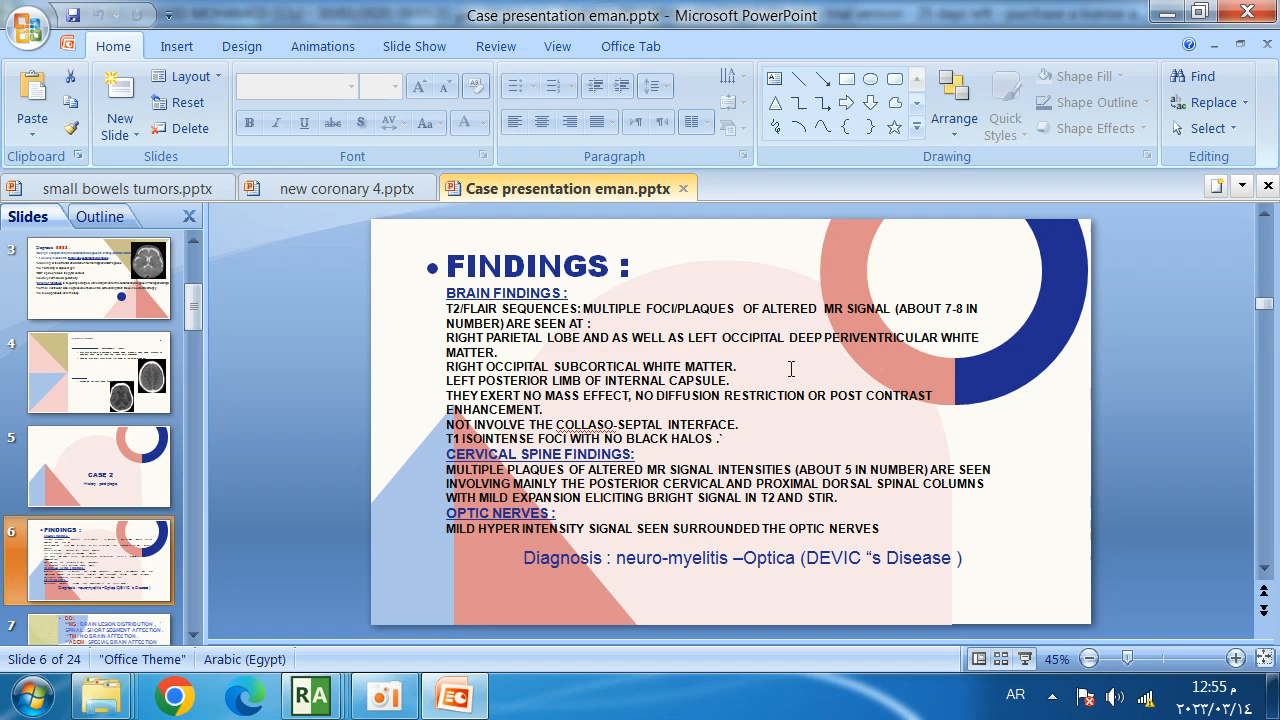 Case presentation eman.pptx - Microsoft PowerPoint
Home Insert Design Animations Slide Show Review View Office Tab
Paste
New
Slide
Layout
Reset
Delete
Arrange
Quick
Styles
Shape Fill
Shape Outline
Shape Effects
Find
Replace
Select
Clipboard Slides Font Paragraph Drawing Editing
small bowels tumors.pptx new coronary 4.pptx Case presentation eman.pptx
Slides Outline
3
4
5
CASE 2
6
FINDINGS :
7
• FINDINGS :
BRAIN FINDINGS :
T2/FLAIR SEQUENCES: MULTIPLE FOCI/PLAQUES OF ALTERED MR SIGNAL (ABOUT 7-8 IN
NUMBER) ARE SEEN AT :
RIGHT PARIETAL LOBE AND AS WELL AS LEFT OCCIPITAL DEEP PERIVENTRICULAR WHITE
MATTER.
RIGHT OCCIPITAL SUBCORTICAL WHITE MATTER.
LEFT POSTERIOR LIMB OF INTERNAL CAPSULE.
THEY EXERT NO MASS EFFECT, NO DIFFUSION RESTRICTION OR POST CONTRAST
ENHANCEMENT.
NOT INVOLVE THE COLLASO-SEPTAL INTERFACE.
T1 ISOINTENSE FOCI WITH NO BLACK HALOS .`
CERVICAL SPINE FINDINGS:
MULTIPLE PLAQUES OF ALTERED MR SIGNAL INTENSITIES (ABOUT 5 IN NUMBER) ARE SEEN
INVOLVING MAINLY THE POSTERIOR CERVICAL AND PROXIMAL DORSAL SPINAL COLUMNS
WITH MILD EXPANSION ELICITING BRIGHT SIGNAL IN T2 AND STIR.
OPTIC NERVES :
MILD HYPER INTENSITY SIGNAL SEEN SURROUNDED THE OPTIC NERVES
Diagnosis : neuro-myelitis –Optica (DEVIC “s Disease )
Slide 6 of 24 "Office Theme" Arabic (Egypt) 45%
AR
12:55 م
٢٠٢٢/٠٣/١٤